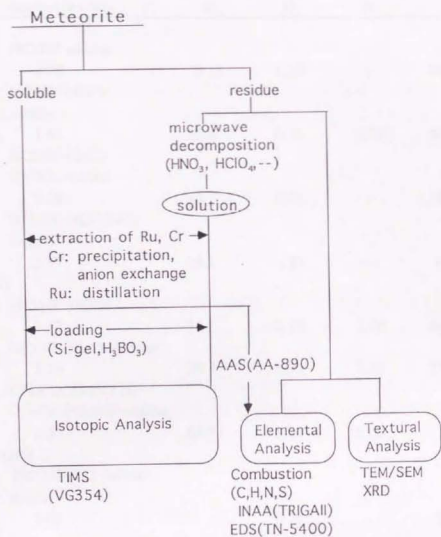 Meteorite
soluble
residue
microwave
decomposition
(HNO3, HClO4, --)
solution
extraction of Ru, Cr
Cr: precipitation,
anion exchange
Ru: distillation
loading
(Si-gel,H3BO3)
AAS(AA-890)
Isotopic Analysis
Elemental
Analysis
Textural
Analysis
TIMS
(VG354)
Combustion
(C,H,N,S)
INAA(TRIGAII)
EDS(TN-5400)
TEM/SEM
XRD